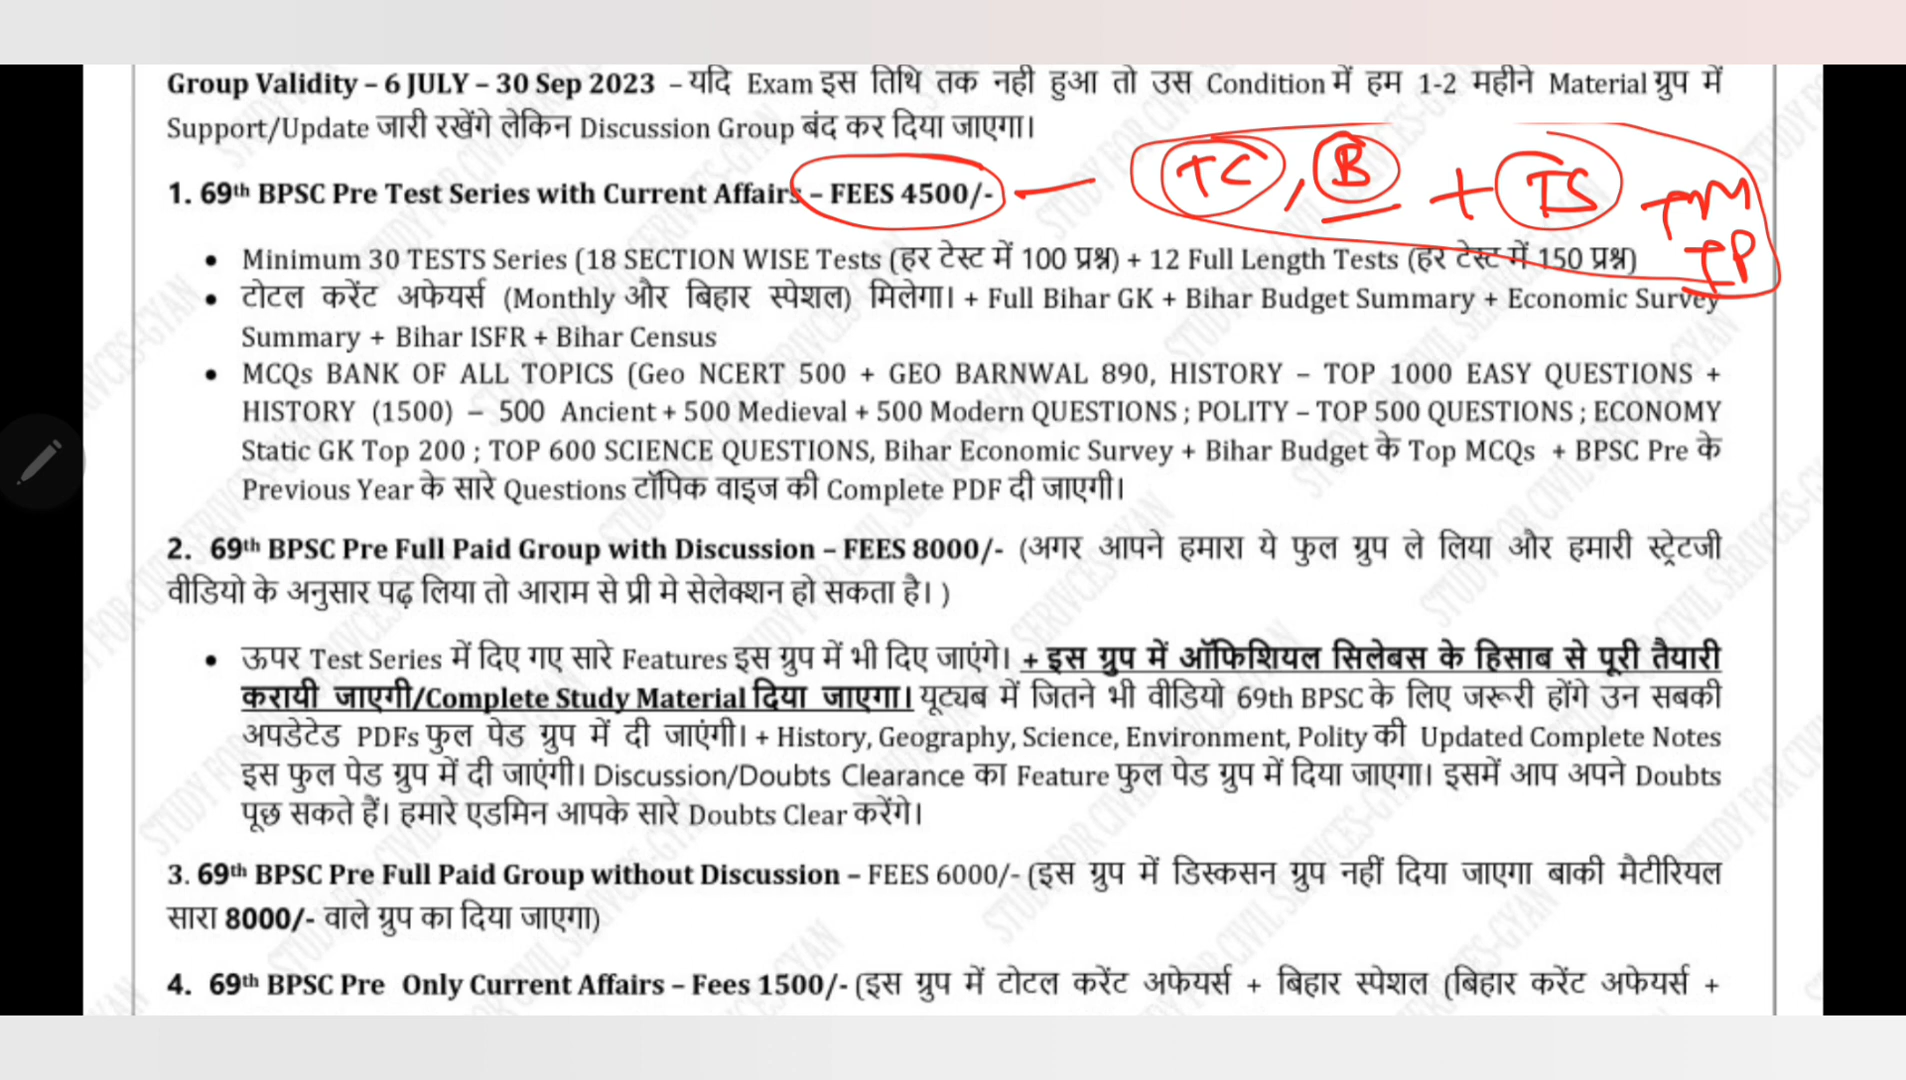 Group Validity – 6 JULY – 30 Sep 2023 – यदि Exam इस तिथि तक नही हुआ तो उस Condition में हम 1-2 महीने Material ग्रुप में
Support/Update जारी रखेंगे लेकिन Discussion Group बंद कर दिया जाएगा।
TC, B + TS TM IP
1. 69th BPSC Pre Test Series with Current Affairs – FEES 4500/-
• Minimum 30 TESTS Series (18 SECTION WISE Tests (हर टेस्ट में 100 प्रश्न) + 12 Full Length Tests (हर टेस्ट में 150 प्रश्न)
• टोटल करेंट अफेयर्स (Monthly और बिहार स्पेशल) मिलेगा। + Full Bihar GK + Bihar Budget Summary + Economic Survey
Summary + Bihar ISFR + Bihar Census
• MCQs BANK OF ALL TOPICS (Geo NCERT 500 + GEO BARNWAL 890, HISTORY – TOP 1000 EASY QUESTIONS +
HISTORY (1500) – 500 Ancient + 500 Medieval + 500 Modern QUESTIONS ; POLITY – TOP 500 QUESTIONS ; ECONOMY
Static GK Top 200 ; TOP 600 SCIENCE QUESTIONS, Bihar Economic Survey + Bihar Budget के Top MCQs + BPSC Pre के
Previous Year के सारे Questions टॉपिक वाइज की Complete PDF दी जाएगी।
2. 69th BPSC Pre Full Paid Group with Discussion – FEES 8000/- (अगर आपने हमारा ये फुल ग्रुप ले लिया और हमारी स्ट्रेटजी
वीडियो के अनुसार पढ़ लिया तो आराम से प्री मे सेलेक्शन हो सकता है। )
• ऊपर Test Series में दिए गए सारे Features इस ग्रुप में भी दिए जाएंगे। + इस ग्रुप में ऑफिशियल सिलेबस के हिसाब से पूरी तैयारी
करायी जाएगी/Complete Study Material दिया जाएगा। यूट्यब में जितने भी वीडियो 69th BPSC के लिए जरूरी होंगे उन सबकी
अपडेटेड PDFs फुल पेड ग्रुप में दी जाएंगी। + History, Geography, Science, Environment, Polity की Updated Complete Notes
इस फुल पेड ग्रुप में दी जाएंगी। Discussion/Doubts Clearance का Feature फुल पेड ग्रुप में दिया जाएगा। इसमें आप अपने Doubts
पूछ सकते हैं। हमारे एडमिन आपके सारे Doubts Clear करेंगे।
3. 69th BPSC Pre Full Paid Group without Discussion – FEES 6000/- (इस ग्रुप में डिस्कसन ग्रुप नहीं दिया जाएगा बाकी मैटीरियल
सारा 8000/- वाले ग्रुप का दिया जाएगा)
4. 69th BPSC Pre Only Current Affairs – Fees 1500/- (इस ग्रुप में टोटल करेंट अफेयर्स + बिहार स्पेशल (बिहार करेंट अफेयर्स +